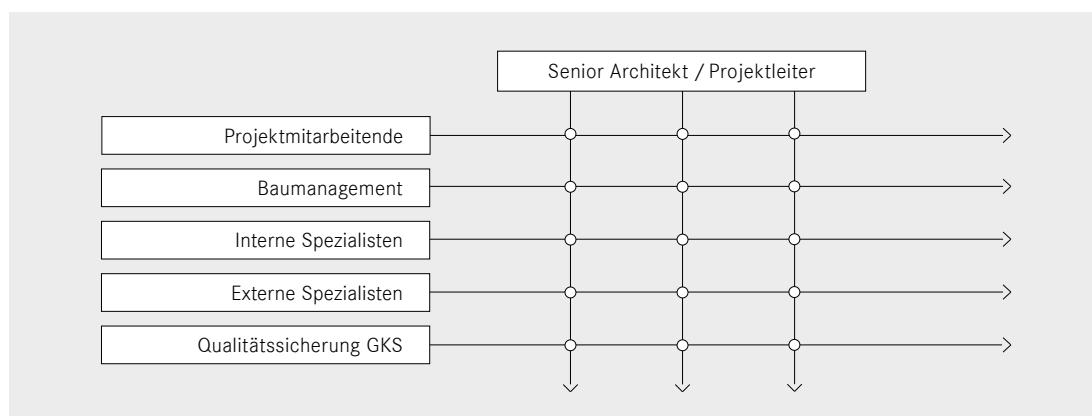 Senior Architekt / Projektleiter
Projektmitarbeitende
Baumanagement
Interne Spezialisten
Externe Spezialisten
Qualitätssicherung GKS